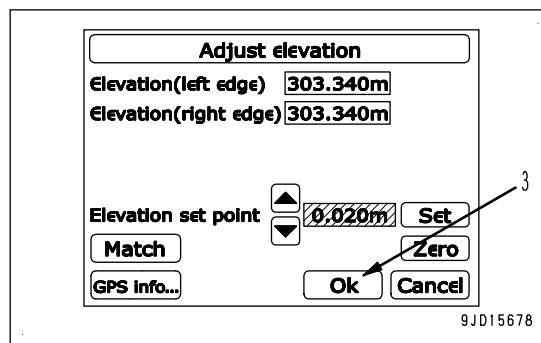 Adjust elevation
Elevation(left edge) 303.340m
Elevation(right edge) 303.340m
3
Elevation set point 0.020m Set
Match Zero
GPS info... Ok Cancel
9JD15678